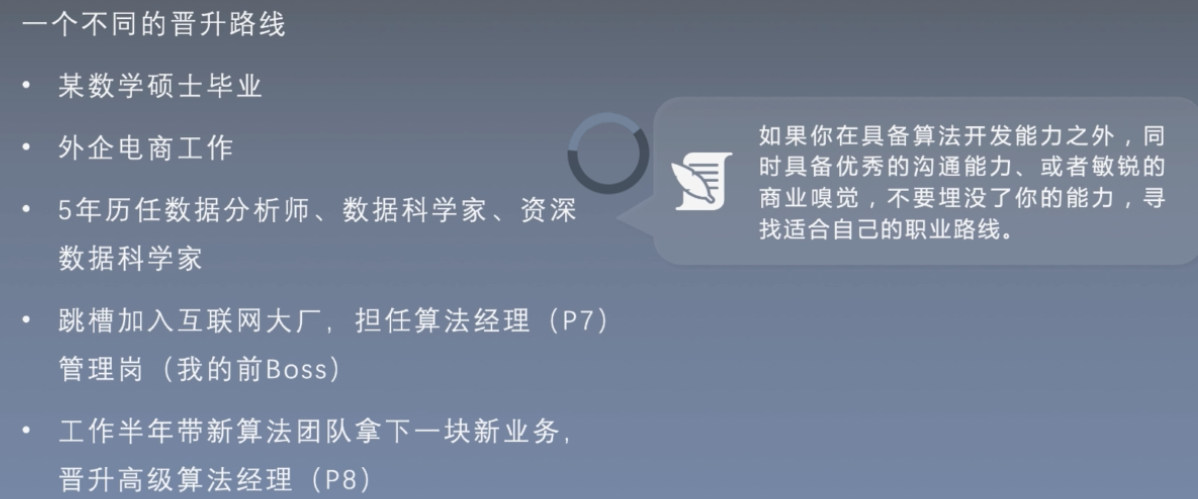 一个不同的晋升路线
• 某数学硕士毕业
• 外企电商工作
• 5年历任数据分析师、数据科学家、资深
数据科学家
• 跳槽加入互联网大厂，担任算法经理（P7）
管理岗（我的前Boss）
• 工作半年带新算法团队拿下一块新业务，
晋升高级算法经理（P8）
如果你在具备算法开发能力之外，同
时具备优秀的沟通能力、或者敏锐的
商业嗅觉，不要埋没了你的能力，寻
找适合自己的职业路线。